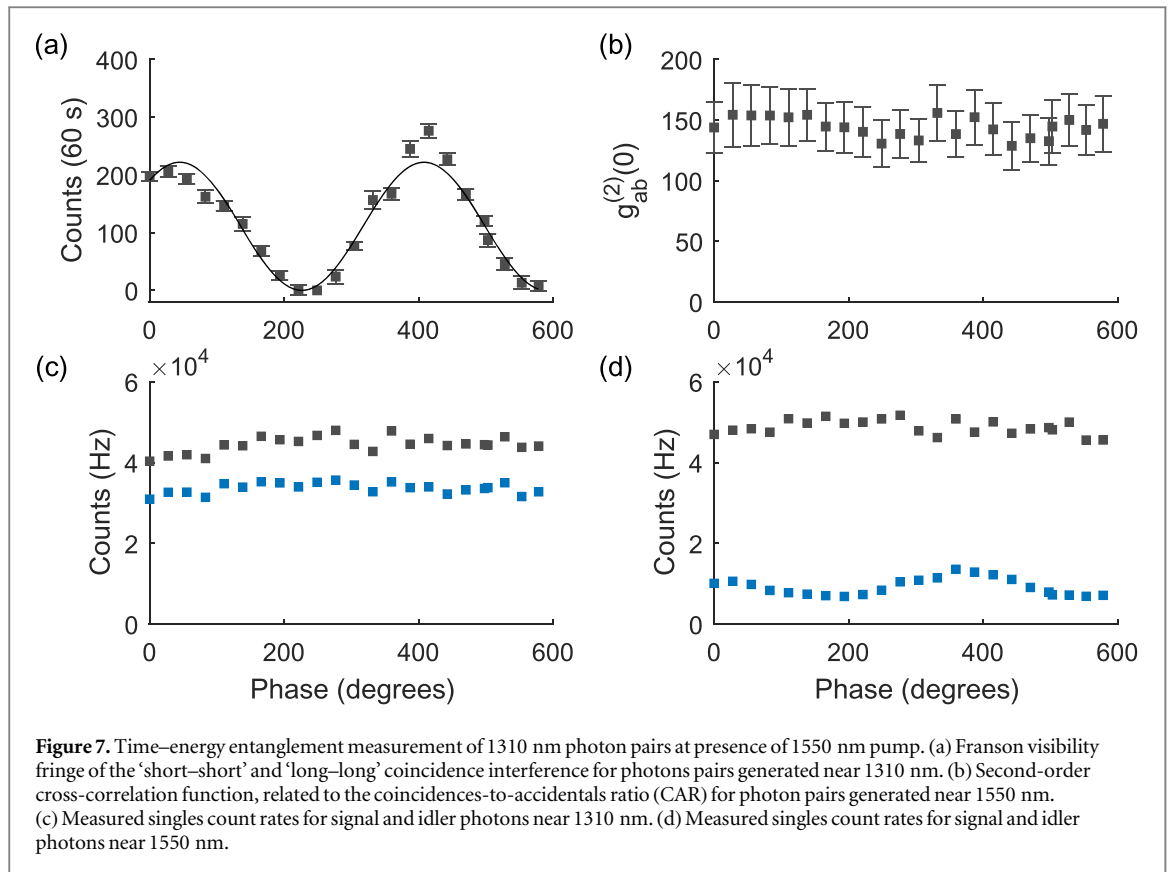 (a)
400
300
200
100
0
Counts (60 s)
0 200 400 600
(b)
200
150
100
50
0
g_ab^(2)(0)
0 200 400 600
(c)
×10^4
6
4
2
0
Counts (Hz)
0 200 400 600
Phase (degrees)
(d)
×10^4
6
4
2
0
Counts (Hz)
0 200 400 600
Phase (degrees)
Figure 7. Time–energy entanglement measurement of 1310 nm photon pairs at presence of 1550 nm pump. (a) Franson visibility
fringe of the ‘short–short’ and ‘long–long’ coincidence interference for photons pairs generated near 1310 nm. (b) Second-order
cross-correlation function, related to the coincidences-to-accidentals ratio (CAR) for photon pairs generated near 1550 nm.
(c) Measured singles count rates for signal and idler photons near 1310 nm. (d) Measured singles count rates for signal and idler
photons near 1550 nm.